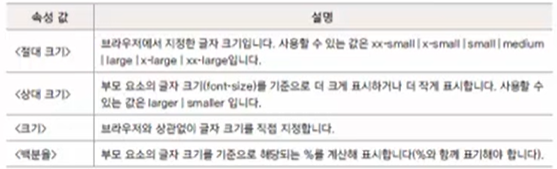 속성 값 설명
<절대 크기> 브라우저에서 지정한 글자 크기입니다. 사용할 수 있는 값은 xx-small | x-small | small | medium
| large | x-large | xx-large입니다.
<상대 크기> 부모 요소의 글자 크기(font-size)를 기준으로 더 크게 표시하거나 더 작게 표시합니다. 사용할 수
있는 값은 larger | smaller 입니다.
<크기> 브라우저와 상관없이 글자 크기를 직접 지정합니다.
<백분율> 부모 요소의 글자 크기를 기준으로 해당되는 %를 계산해 표시합니다(%와 함께 표기해야 합니다).